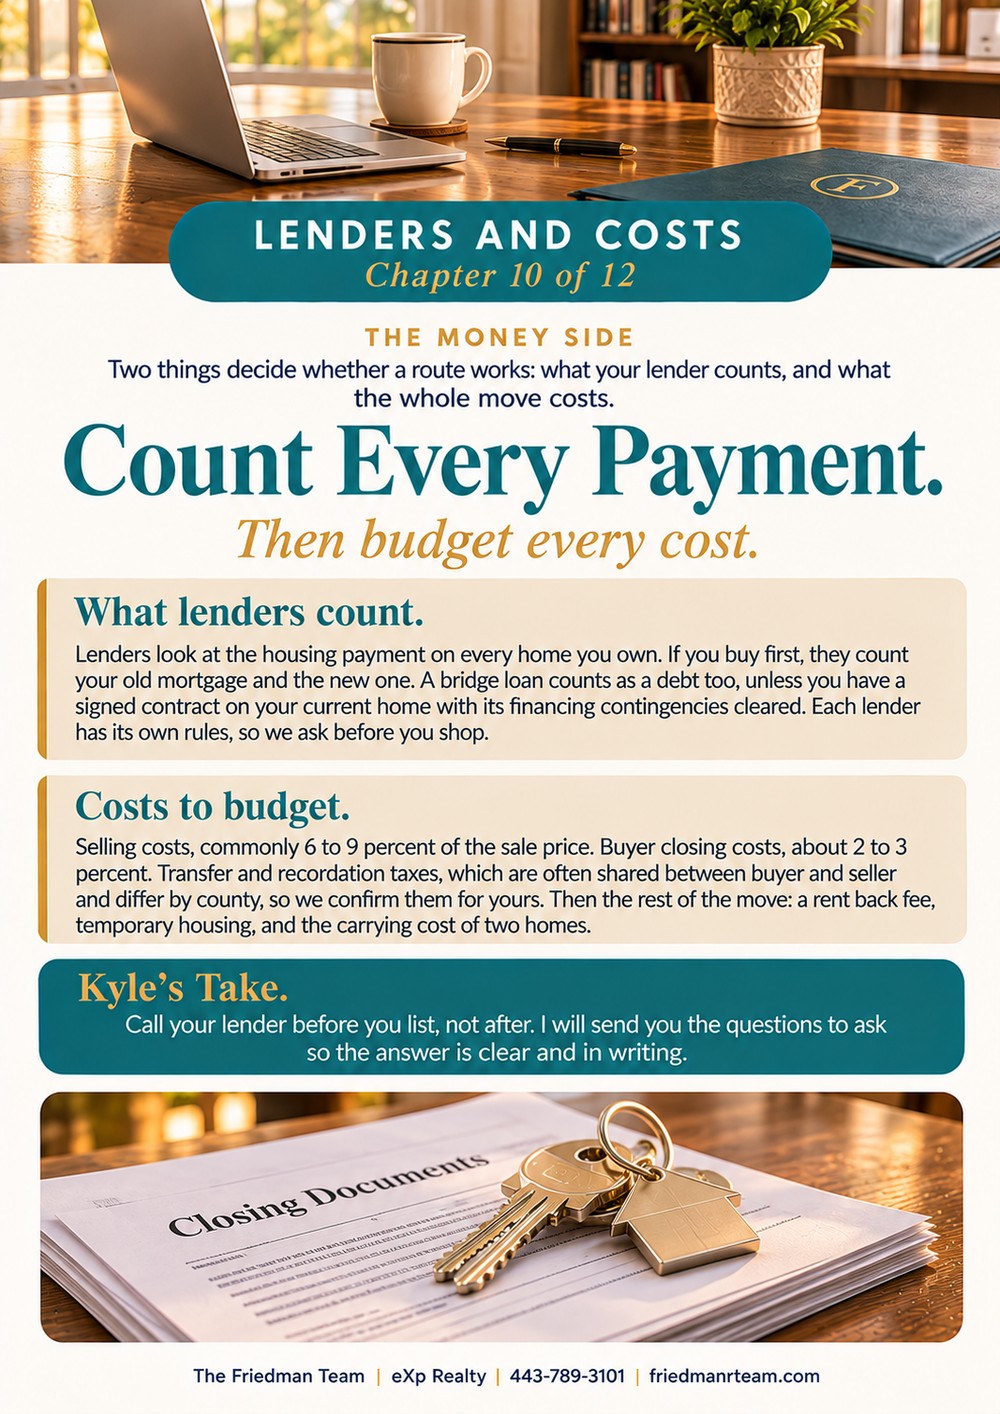 F
LENDERS AND COSTS
Chapter 10 of 12
THE MONEY SIDE
Two things decide whether a route works: what your lender counts, and what
the whole move costs.
Count Every Payment.
Then budget every cost.
What lenders count.
Lenders look at the housing payment on every home you own. If you buy first, they count
your old mortgage and the new one. A bridge loan counts as a debt too, unless you have a
signed contract on your current home with its financing contingencies cleared. Each lender
has its own rules, so we ask before you shop.
Costs to budget.
Selling costs, commonly 6 to 9 percent of the sale price. Buyer closing costs, about 2 to 3
percent. Transfer and recordation taxes, which are often shared between buyer and seller
and differ by county, so we confirm them for yours. Then the rest of the move: a rent back fee,
temporary housing, and the carrying cost of two homes.
Kyle’s Take.
Call your lender before you list, not after. I will send you the questions to ask
so the answer is clear and in writing.
Closing Documents
The Friedman Team | eXp Realty | 443-789-3101 | friedmanrteam.com